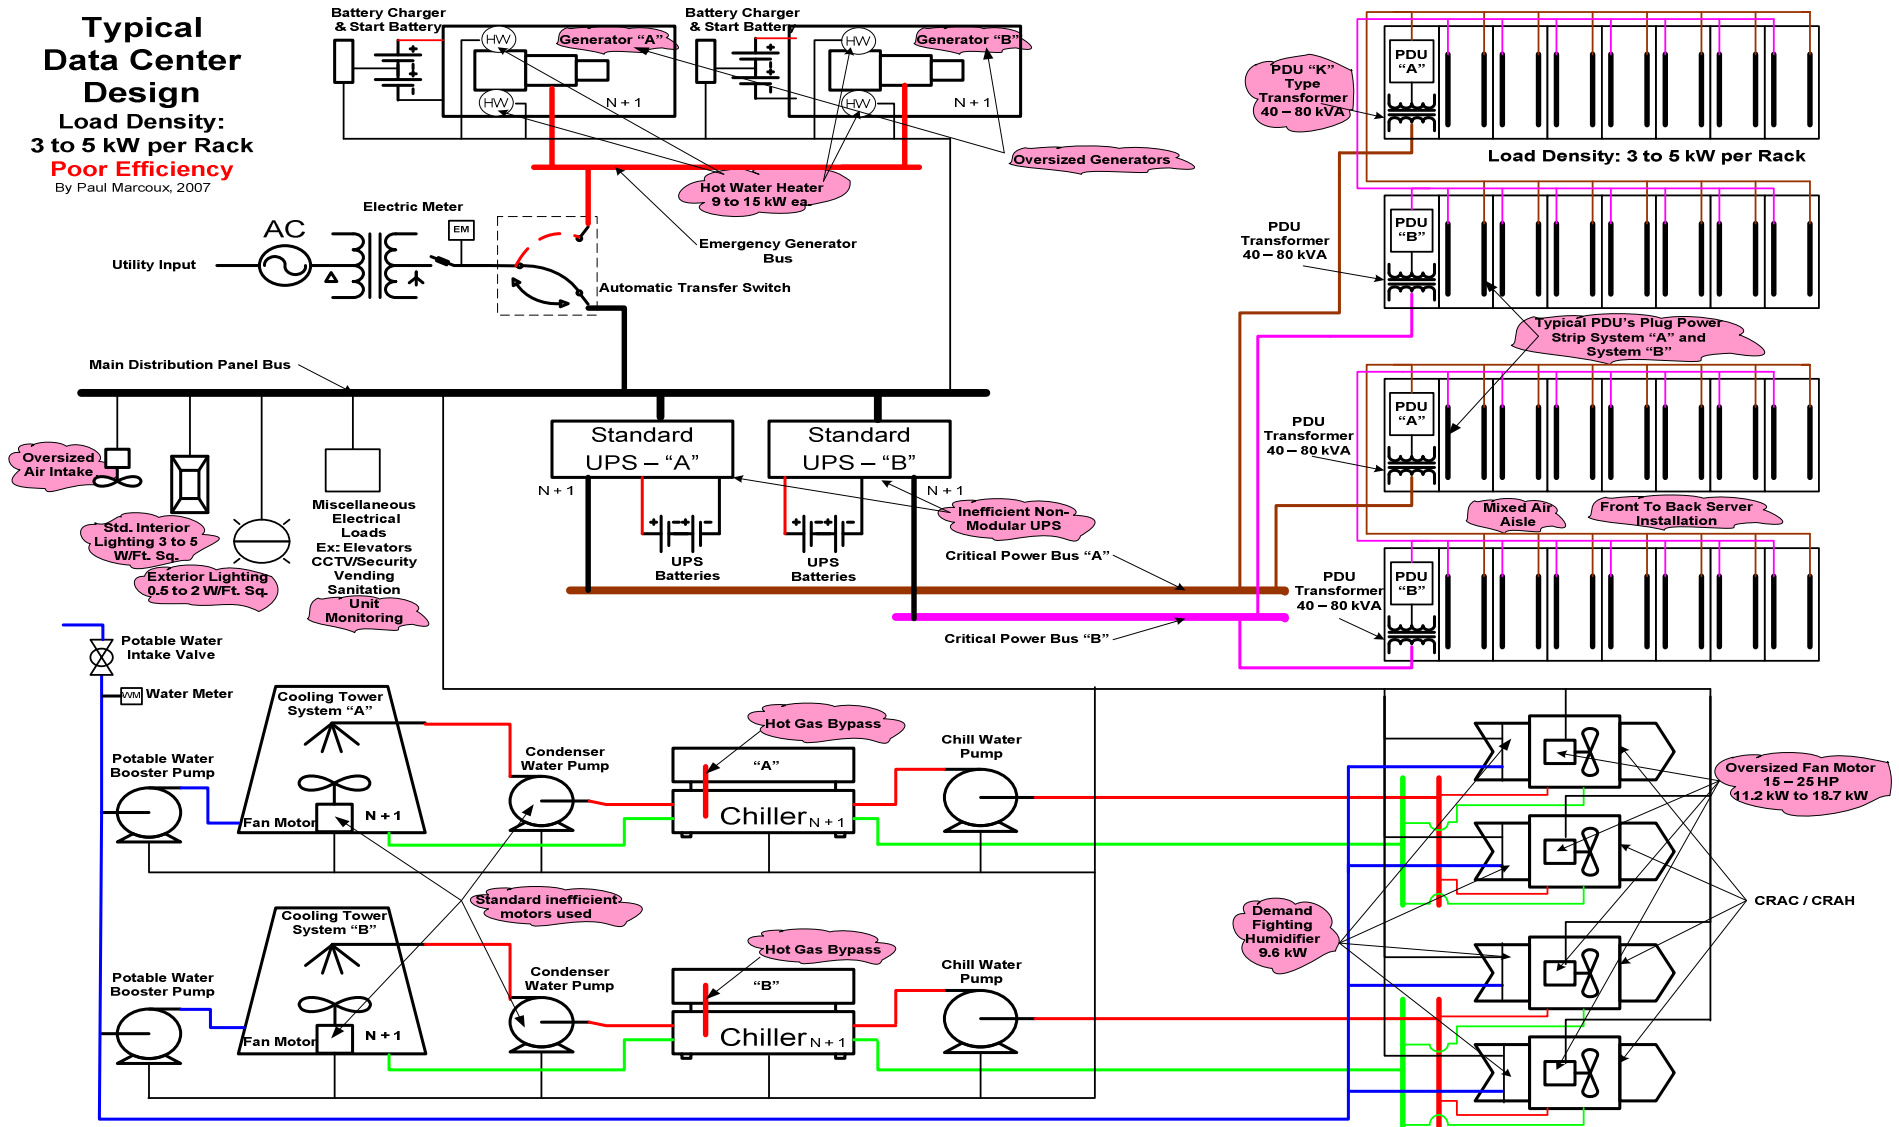 Typical
Data Center
Design
Load Density:
3 to 5 kW per Rack
Poor Efficiency
By Paul Marcoux, 2007
Battery Charger
& Start Battery
HW
HW
Generator “A”
N + 1
Battery Charger
& Start Battery
HW
HW
Generator “B”
N + 1
Oversized Generators
Hot Water Heater
9 to 15 kW ea.
Emergency Generator
Bus
Electric Meter
EM
AC
Utility Input
Automatic Transfer Switch
Main Distribution Panel Bus
Oversized
Air Intake
Std. Interior
Lighting 3 to 5
W/Ft. Sq.
Exterior Lighting
0.5 to 2 W/Ft. Sq.
Miscellaneous
Electrical
Loads
Ex: Elevators
CCTV/Security
Vending
Sanitation
Unit
Monitoring
Standard
UPS – “A”
N + 1
UPS
Batteries
Standard
UPS – “B”
N + 1
UPS
Batteries
Inefficient Non-
Modular UPS
Critical Power Bus “A”
Critical Power Bus “B”
PDU “K”
Type
Transformer
40 – 80 kVA
PDU
“A”
Load Density: 3 to 5 kW per Rack
PDU
Transformer
40 – 80 kVA
PDU
“B”
Typical PDU’s Plug Power
Strip System “A” and
System “B”
PDU
Transformer
40 – 80 kVA
PDU
“A”
Mixed Air
Aisle
Front To Back Server
Installation
PDU
Transformer
40 – 80 kVA
PDU
“B”
Potable Water
Intake Valve
WM
Water Meter
Potable Water
Booster Pump
Cooling Tower
System “A”
Fan Motor
N + 1
Condenser
Water Pump
Hot Gas Bypass
“A”
Chiller
N + 1
Chill Water
Pump
Standard inefficient
motors used
Potable Water
Booster Pump
Cooling Tower
System “B”
Fan Motor
N + 1
Condenser
Water Pump
Hot Gas Bypass
“B”
Chiller
N + 1
Chill Water
Pump
Oversized Fan Motor
15 – 25 HP
11.2 kW to 18.7 kW
CRAC / CRAH
Demand
Fighting
Humidifier
9.6 kW